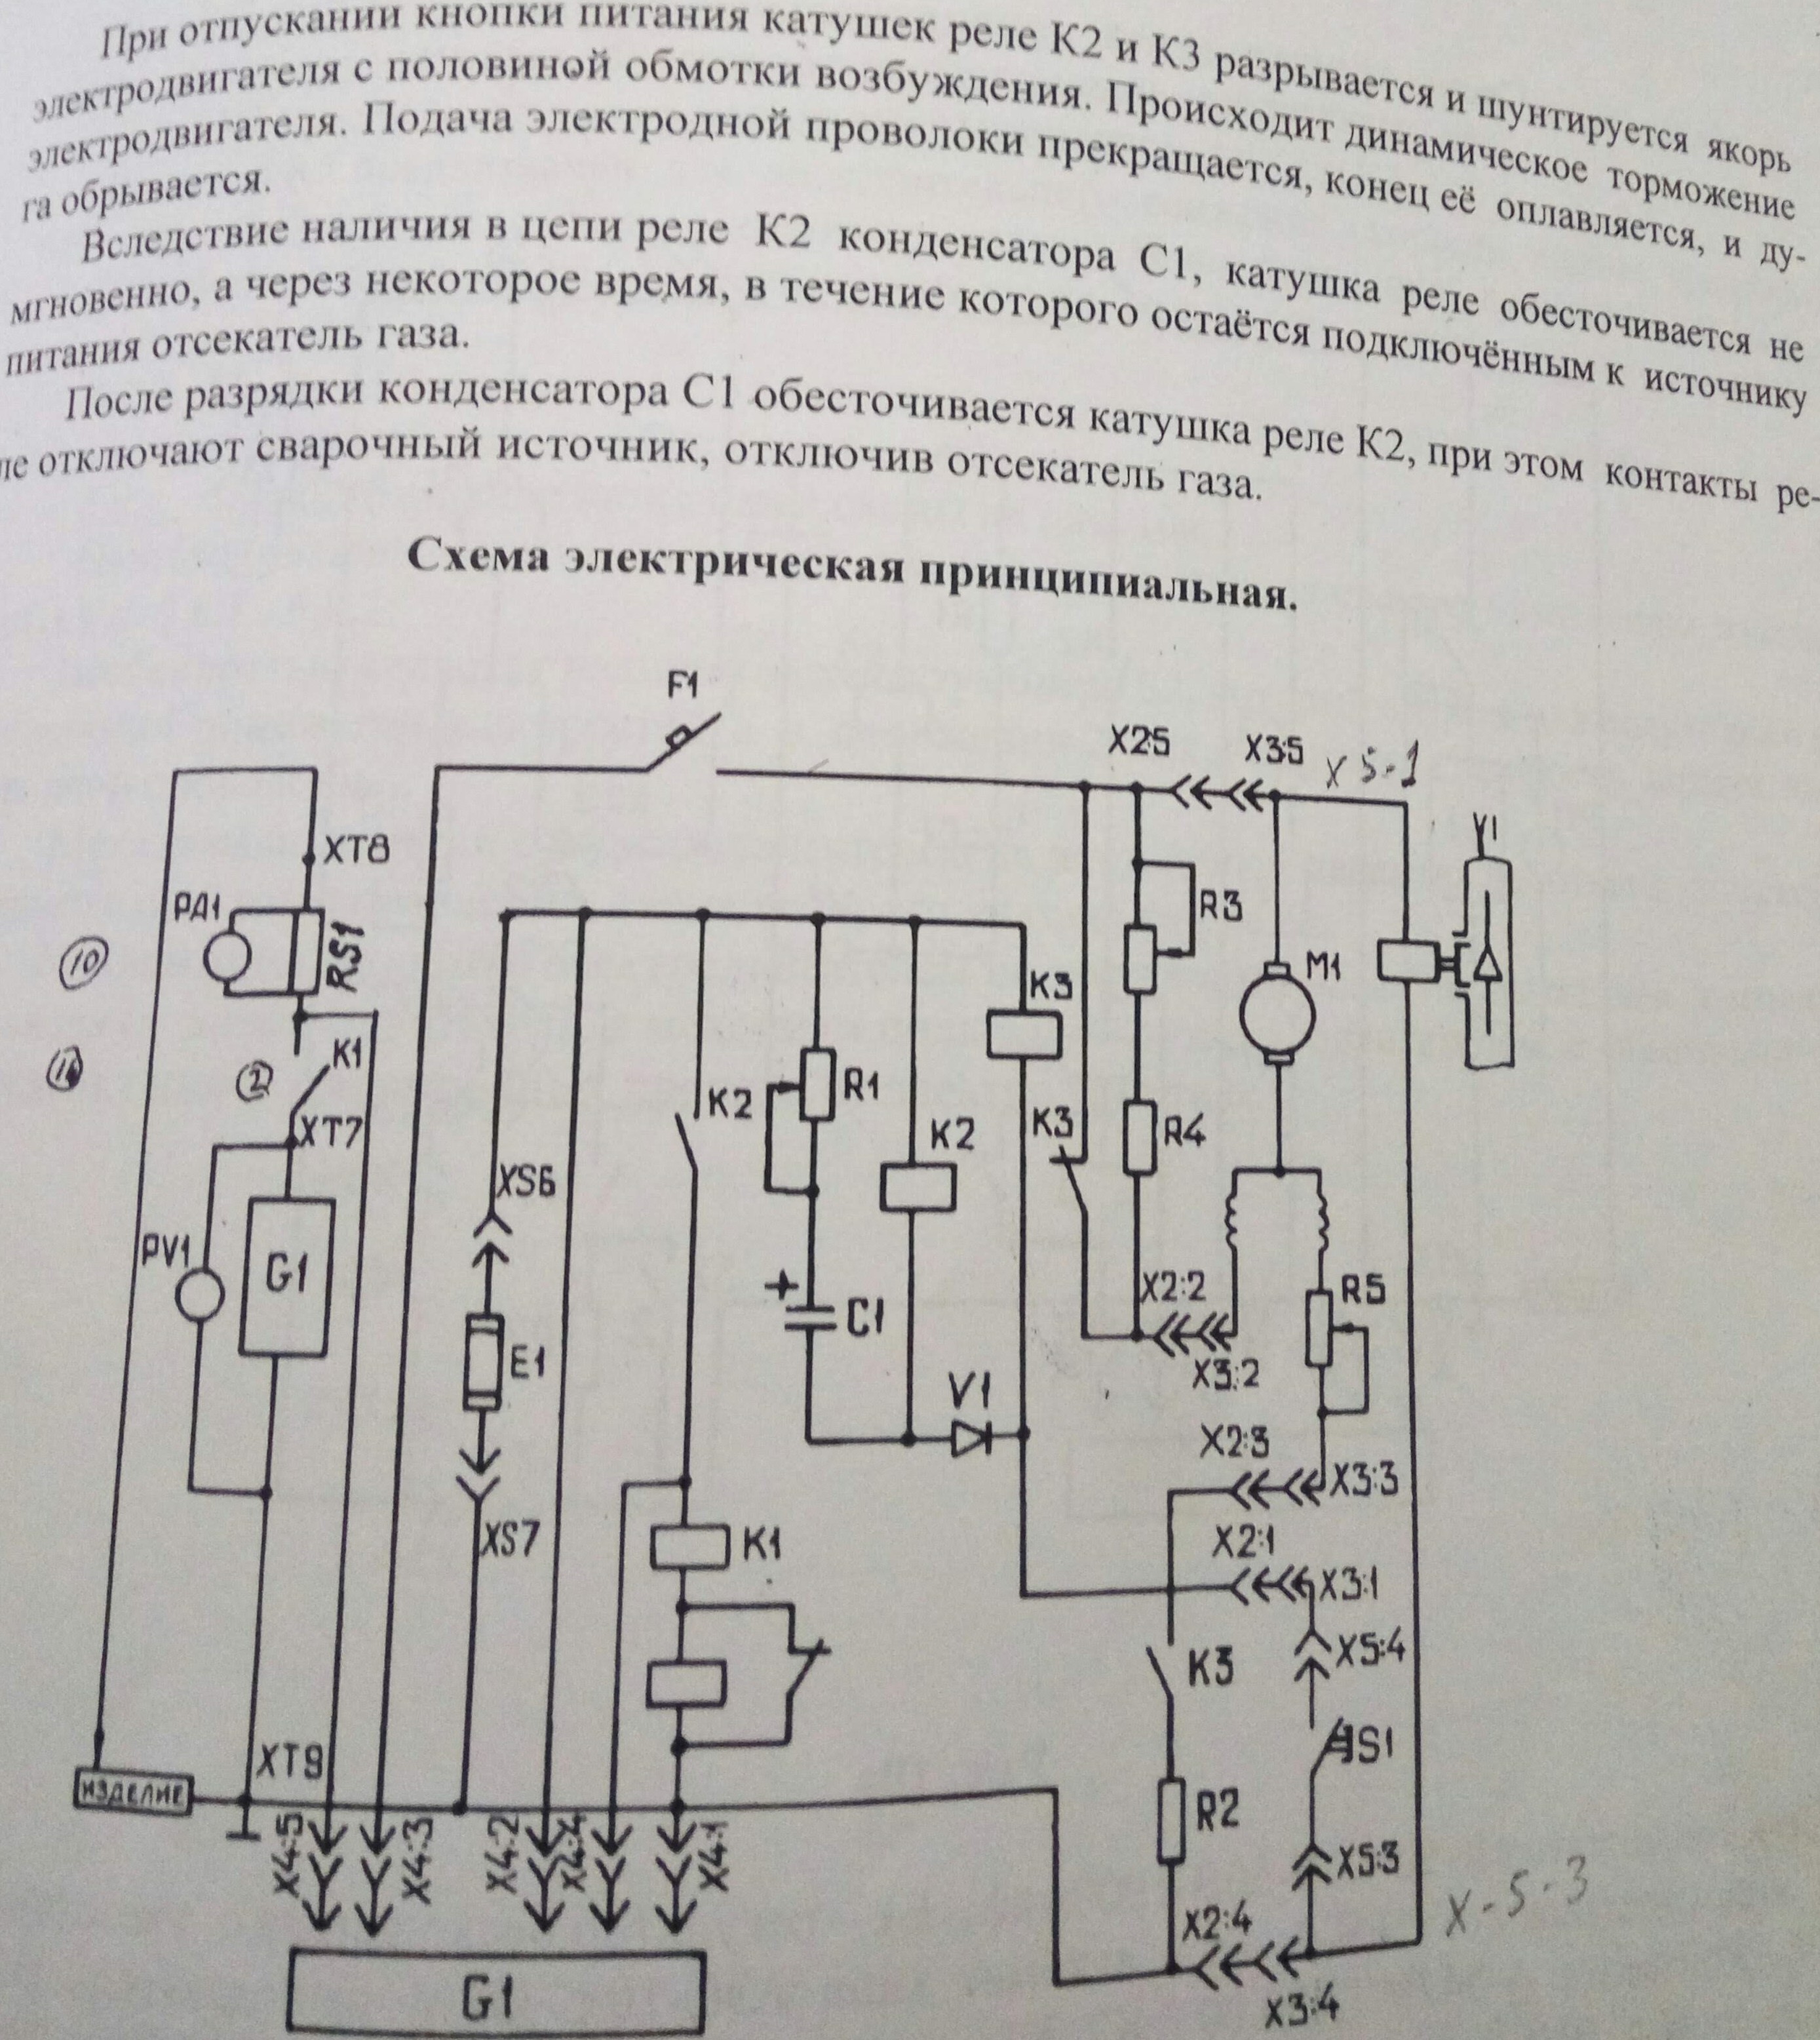 При отпускании кнопки питания катушек реле К2 и К3 разрывается и шунтируется якорь
электродвигателя с половиной обмотки возбуждения. Происходит динамическое торможение
электродвигателя. Подача электродной проволоки прекращается, конец её оплавляется, и ду-
га обрывается.
Вследствие наличия в цепи реле К2 конденсатора С1, катушка реле обесточивается не
мгновенно, а через некоторое время, в течение которого остаётся подключённым к источнику
питания отсекатель газа.
После разрядки конденсатора С1 обесточивается катушка реле К2, при этом контакты ре-
ле отключают сварочный источник, отключив отсекатель газа.
Схема электрическая принципиальная.
F1
X2:5
X3:5
X 5-1
Y1
XT8
PA1
RS1
R3
M1
10
K3
K1
2
K2
R1
K2
K3
R4
XT7
XS6
PV1
G1
X2:2
R5
C1
E1
X3:2
V1
X2:3
X3:3
XS7
K1
X2:1
X3:1
X5:4
K3
S1
XT9
ИЗДЕЛИЕ
R2
X4:5
X4:3
X4:2
X4:4
X4:1
X5:3
X-5-3
X2:4
G1
X3:4